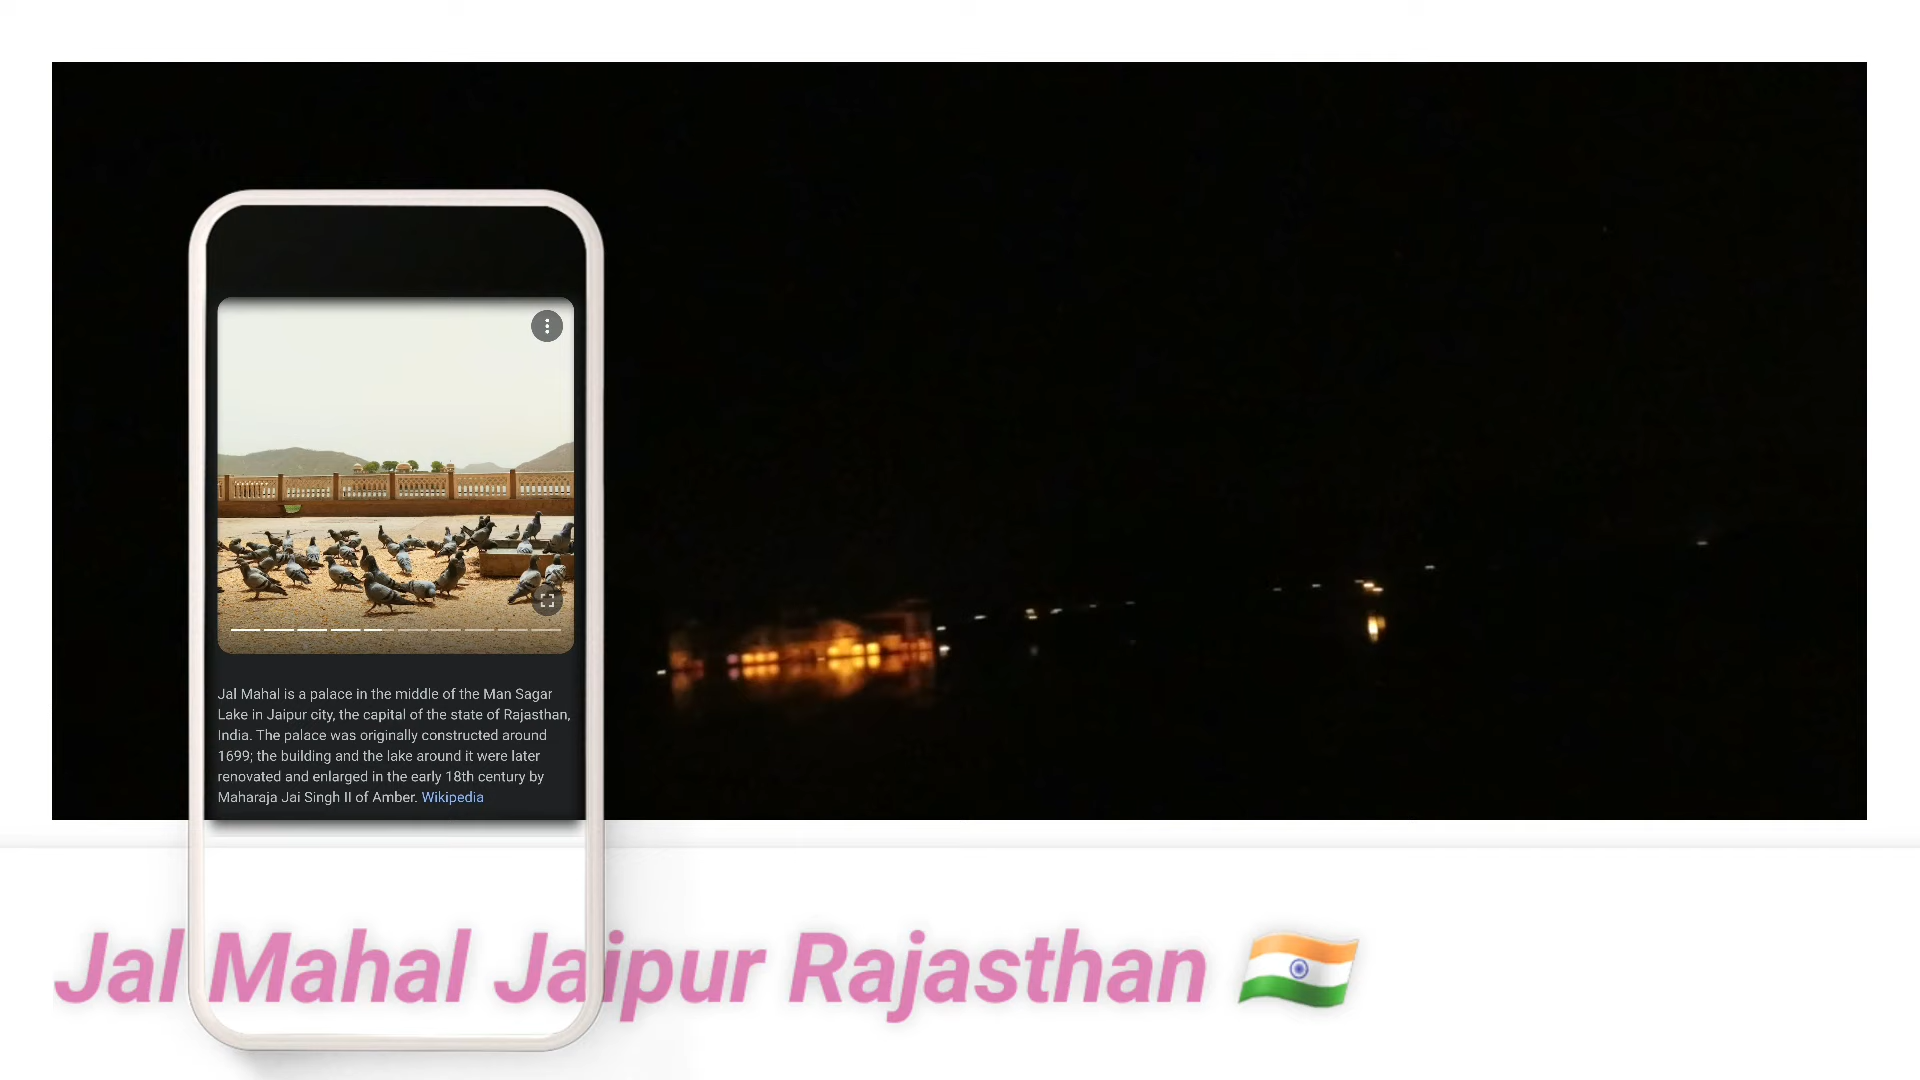 Jal Mahal is a palace in the middle of the Man Sagar
Lake in Jaipur city, the capital of the state of Rajasthan,
India. The palace was originally constructed around
1699; the building and the lake around it were later
renovated and enlarged in the early 18th century by
Maharaja Jai Singh II of Amber. Wikipedia
Jal Mahal Jaipur Rajasthan 🇮🇳